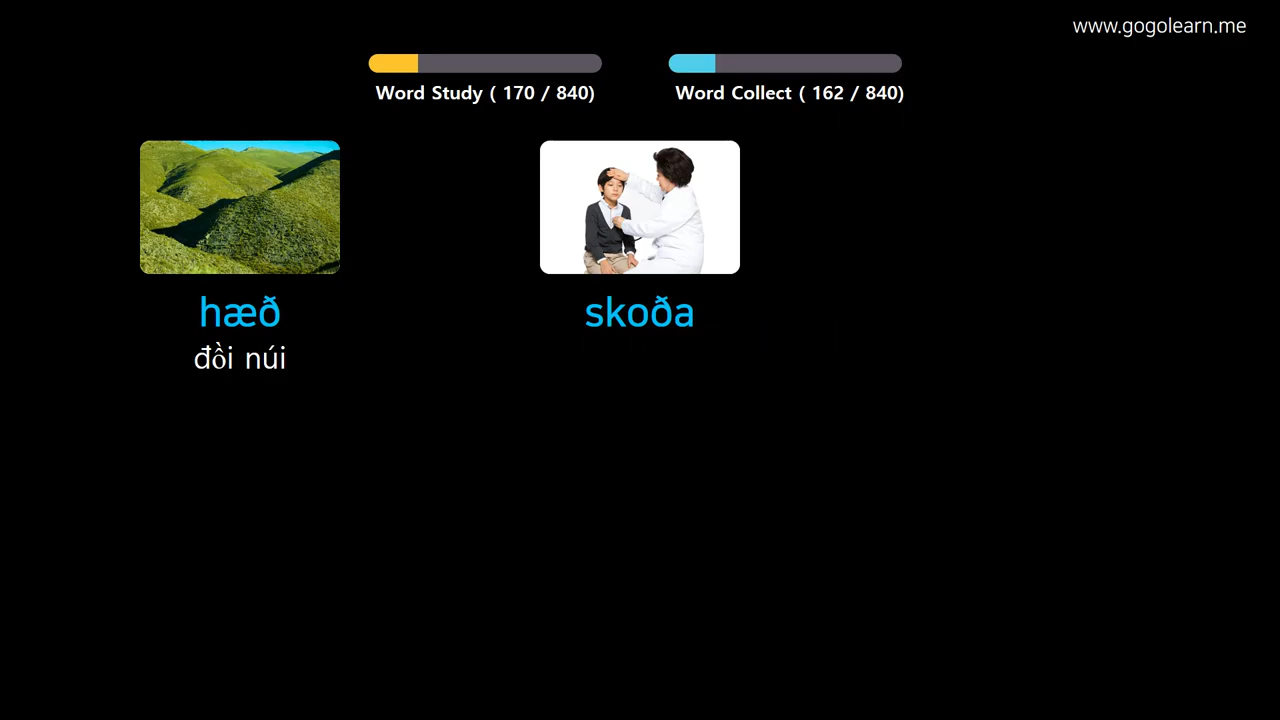 www.gogolearn.me
Word Study ( 170 / 840)
Word Collect ( 162 / 840)
hæð
skoða
đồi núi